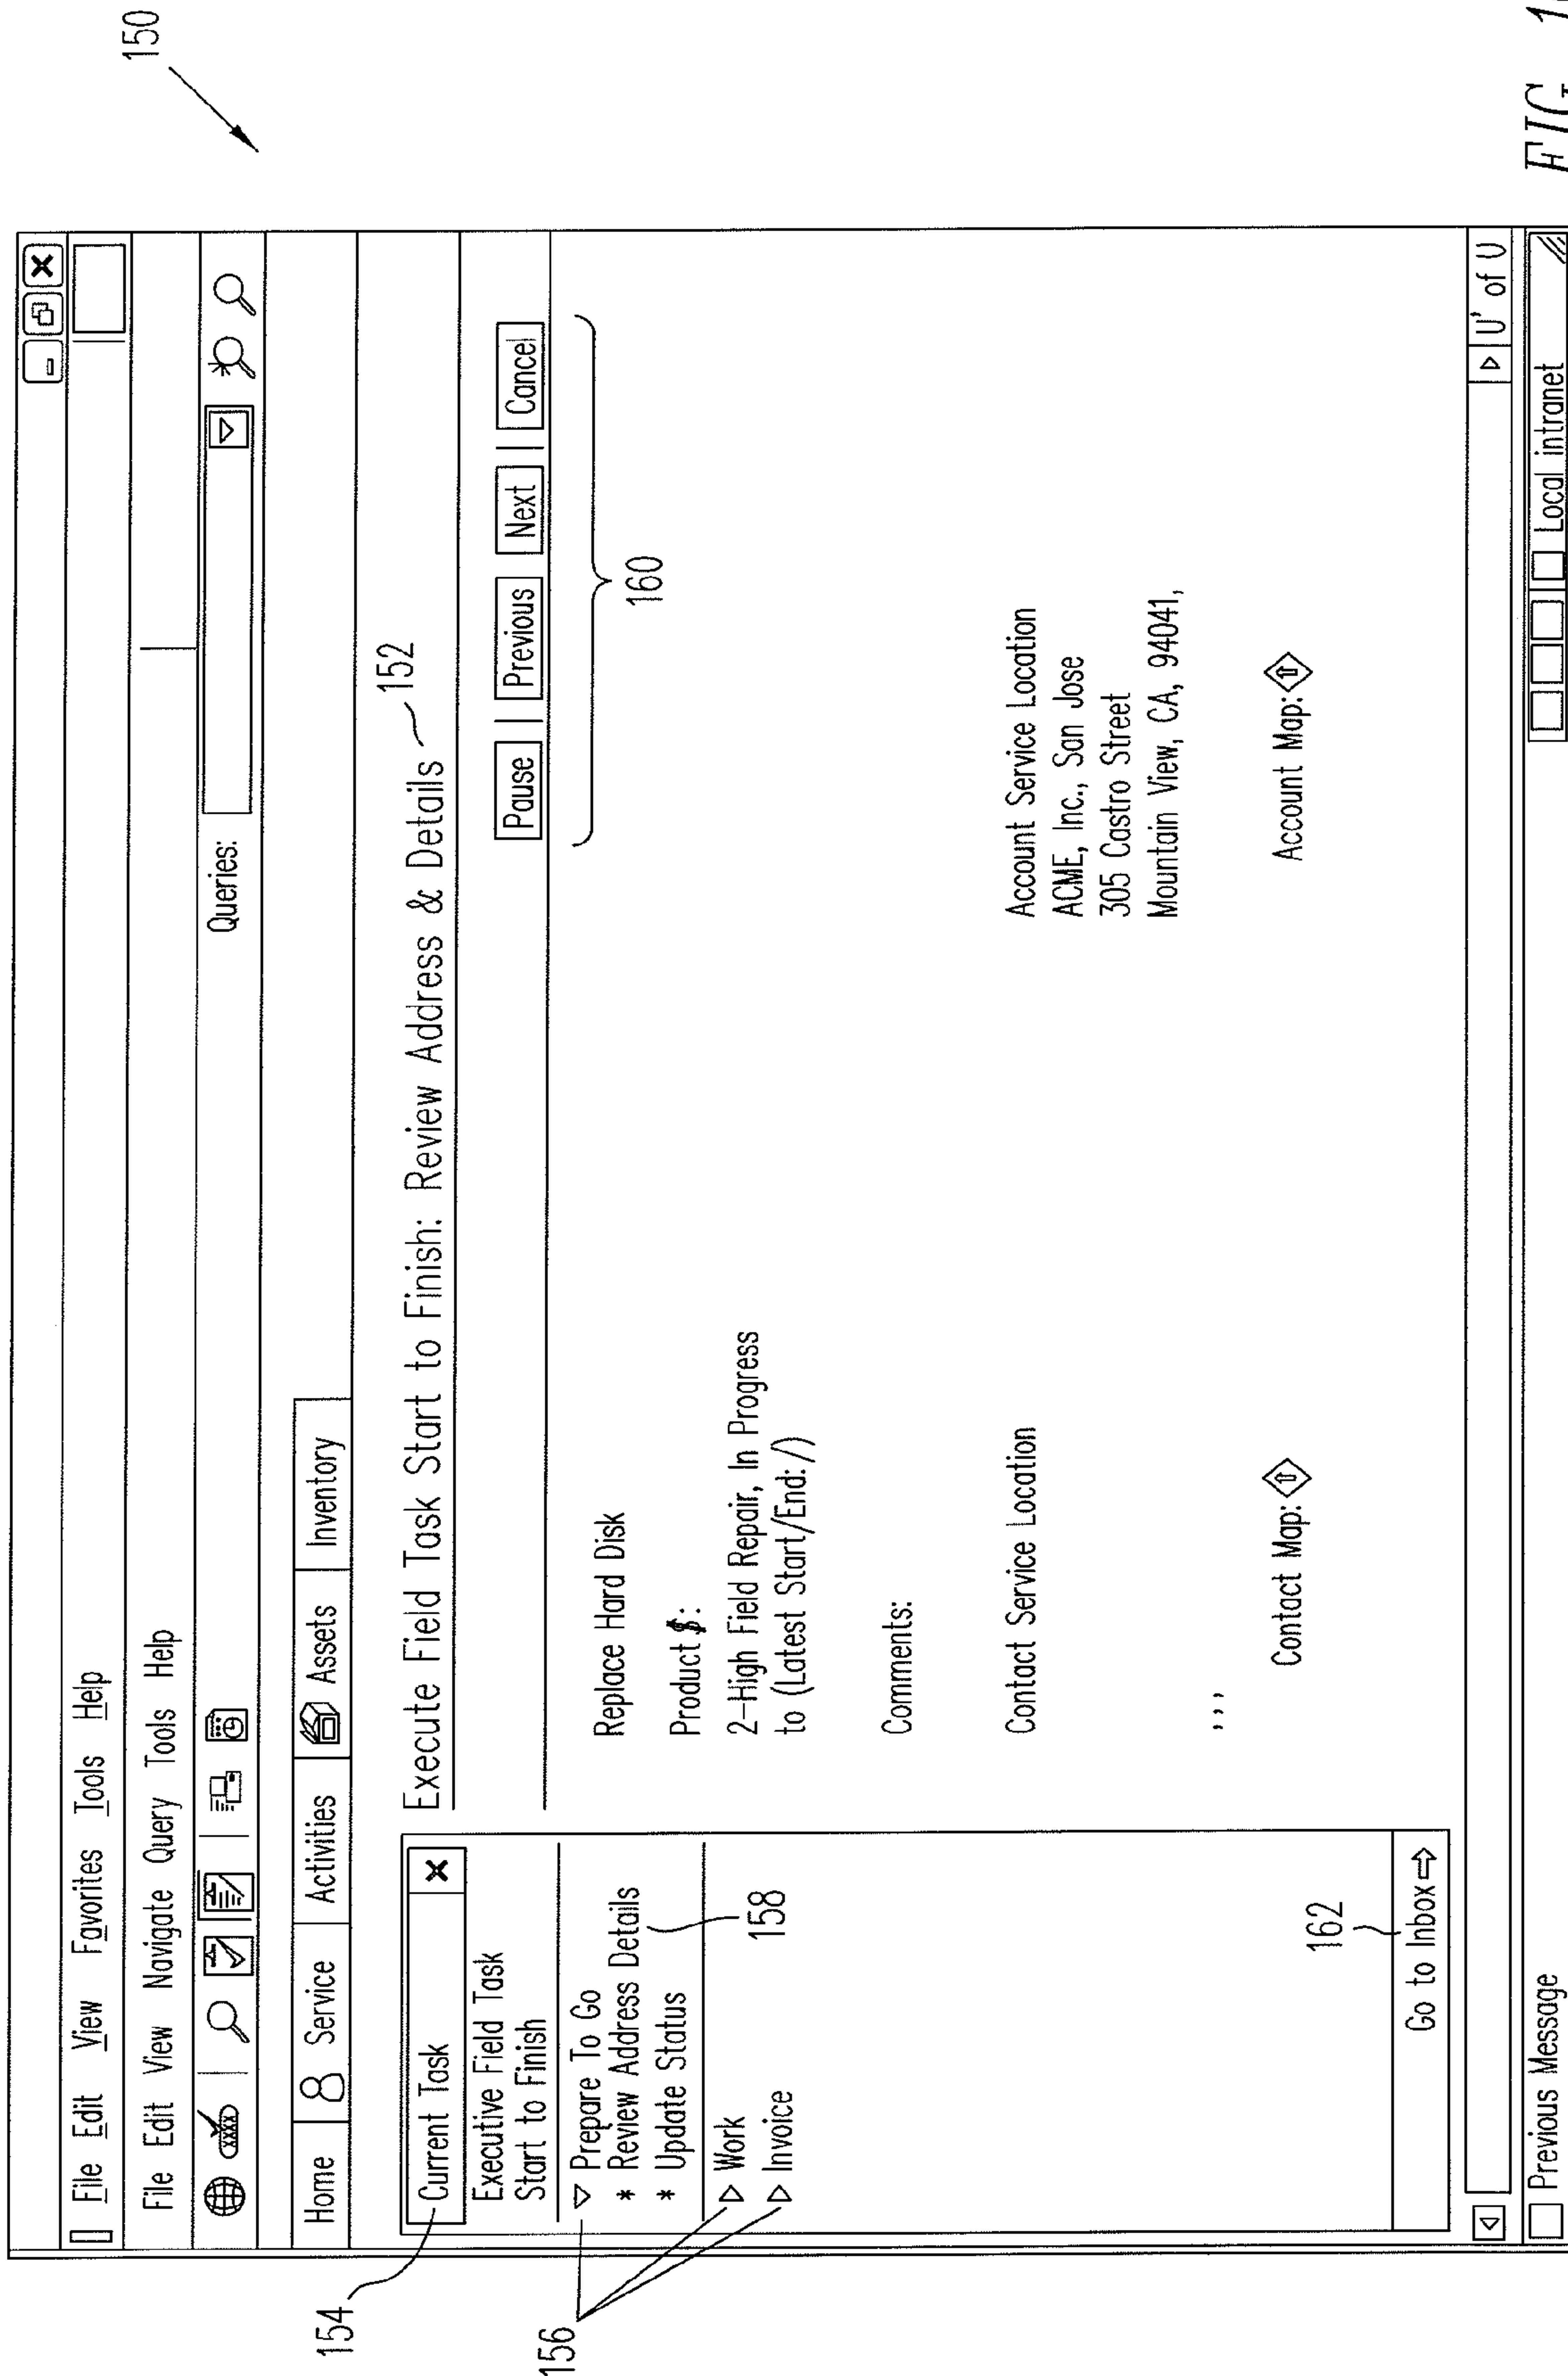 150
File Edit View Favorites Tools Help
File Edit View Navigate Query Tools Help
Queries:
Home Service Activities Assets Inventory
154
Current Task
Executive Field Task
Start to Finish
156
Prepare To Go
* Review Address Details
* Update Status
158
Work
Invoice
162
Go to Inbox
Execute Field Task Start to Finish: Review Address & Details
152
Pause | Previous Next | Cancel
160
Replace Hard Disk
Product $:
2-High Field Repair, In Progress
to (Latest Start/End: /)
Comments:
Contact Service Location
Account Service Location
ACME, Inc., San Jose
305 Castro Street
Mountain View, CA, 94041,
, , ,
Contact Map:
Account Map:
U' of U
Previous Message
Local intranet
FIG.